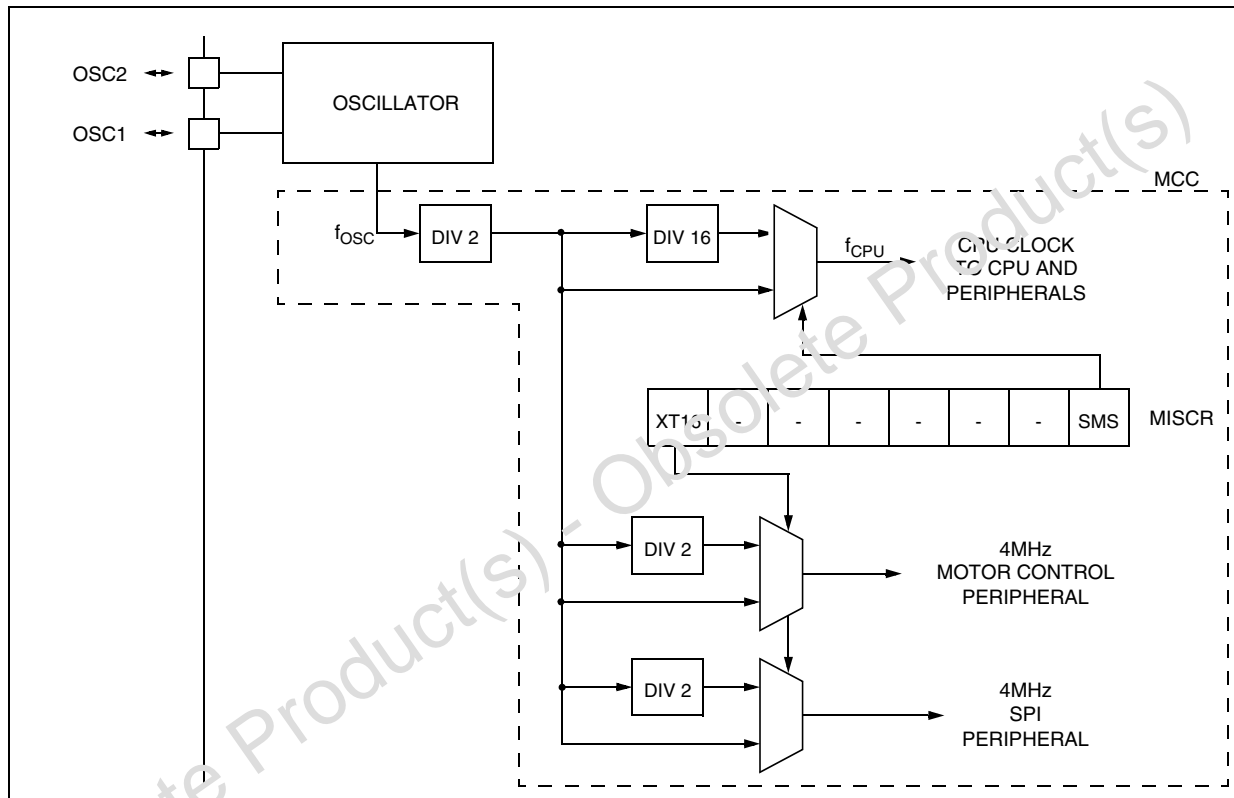 OSC2
OSC1
OSCILLATOR
MCC
fOSC
DIV 2
DIV 16
fCPU
CPU CLOCK
TO CPU AND
PERIPHERALS
XT16 - - - - - - SMS
MISCR
DIV 2
4MHz
MOTOR CONTROL
PERIPHERAL
DIV 2
4MHz
SPI
PERIPHERAL
ete Product(s) - Obsolete Product(s)